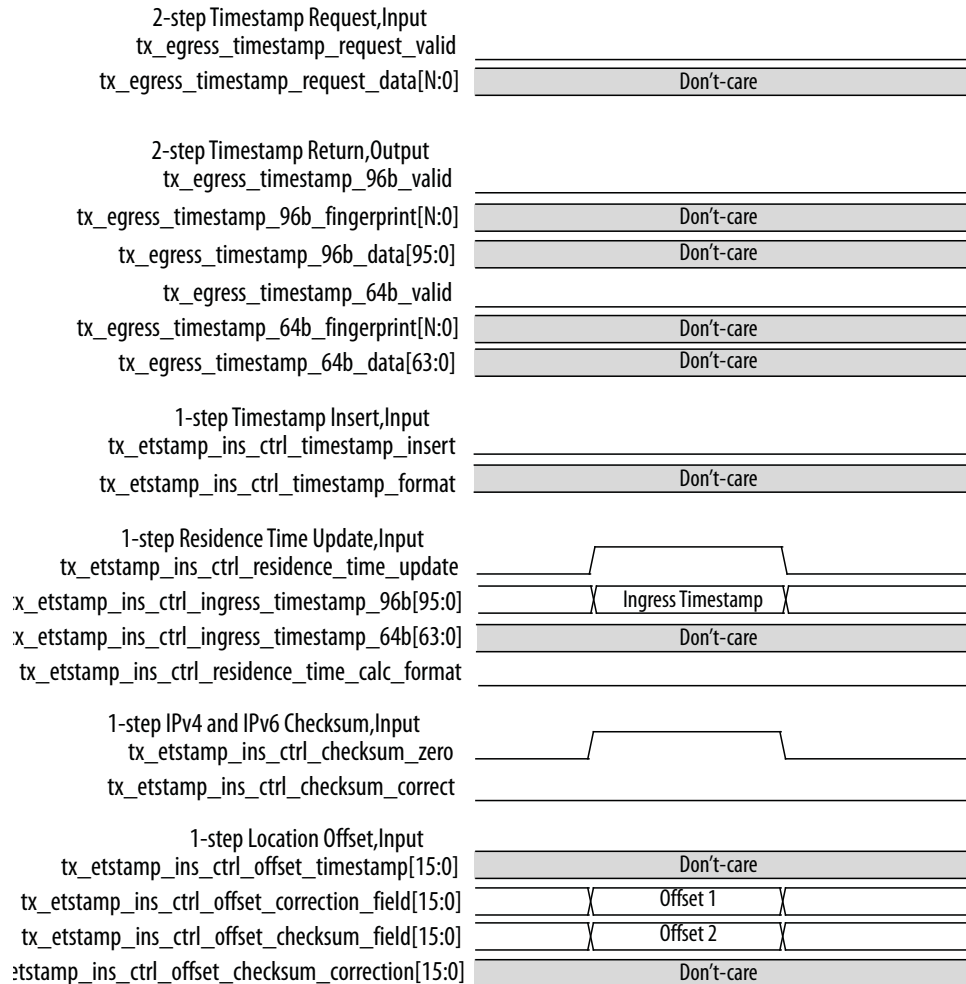 2-step Timestamp Request,Input
tx_egress_timestamp_request_valid
tx_egress_timestamp_request_data[N:0] Don't-care
2-step Timestamp Return,Output
tx_egress_timestamp_96b_valid
tx_egress_timestamp_96b_fingerprint[N:0] Don't-care
tx_egress_timestamp_96b_data[95:0] Don't-care
tx_egress_timestamp_64b_valid
tx_egress_timestamp_64b_fingerprint[N:0] Don't-care
tx_egress_timestamp_64b_data[63:0] Don't-care
1-step Timestamp Insert,Input
tx_etstamp_ins_ctrl_timestamp_insert
tx_etstamp_ins_ctrl_timestamp_format Don't-care
1-step Residence Time Update,Input
tx_etstamp_ins_ctrl_residence_time_update
x_etstamp_ins_ctrl_ingress_timestamp_96b[95:0] Ingress Timestamp
x_etstamp_ins_ctrl_ingress_timestamp_64b[63:0] Don't-care
tx_etstamp_ins_ctrl_residence_time_calc_format
1-step IPv4 and IPv6 Checksum,Input
tx_etstamp_ins_ctrl_checksum_zero
tx_etstamp_ins_ctrl_checksum_correct
1-step Location Offset,Input
tx_etstamp_ins_ctrl_offset_timestamp[15:0] Don't-care
tx_etstamp_ins_ctrl_offset_correction_field[15:0] Offset 1
tx_etstamp_ins_ctrl_offset_checksum_field[15:0] Offset 2
etstamp_ins_ctrl_offset_checksum_correction[15:0] Don't-care